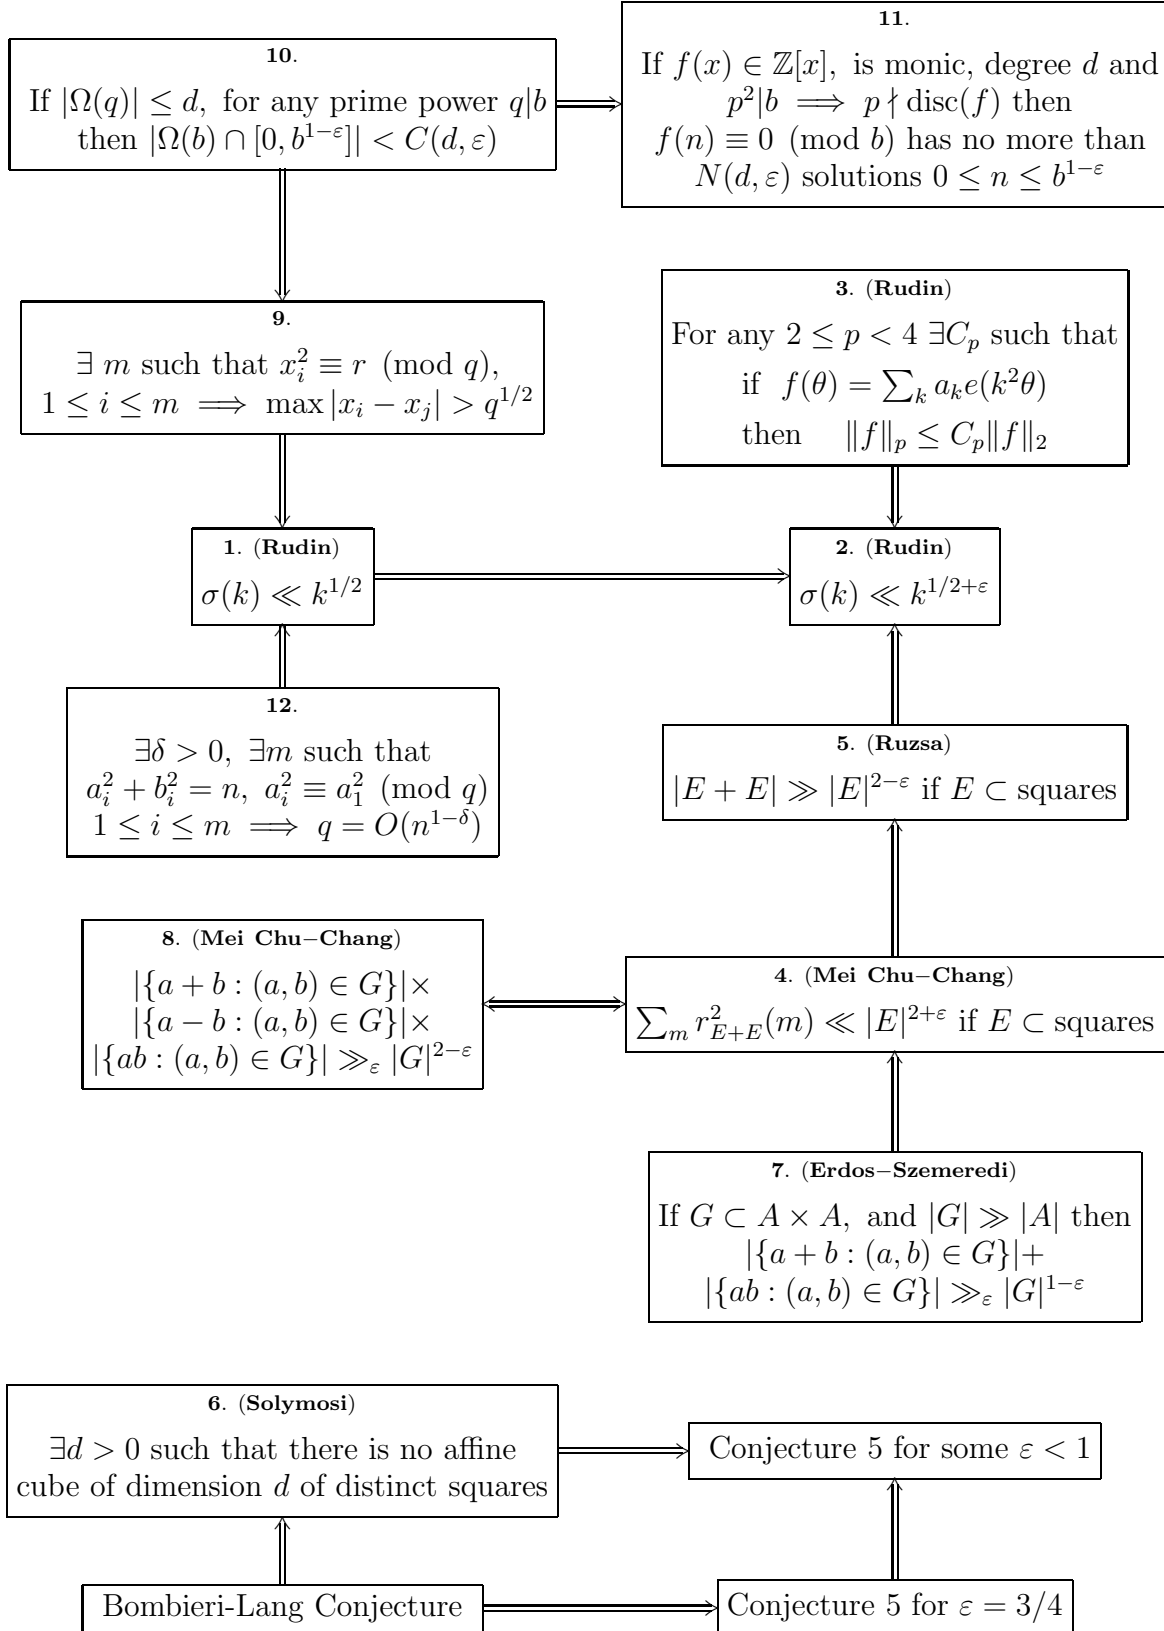 10.
If |Ω(q)| ≤ d, for any prime power q|b
then |Ω(b) ∩ [0, b^{1−ε}]| < C(d, ε)
11.
If f(x) ∈ ℤ[x], is monic, degree d and
p²|b ⟹ p ∤ disc(f) then
f(n) ≡ 0 (mod b) has no more than
N(d, ε) solutions 0 ≤ n ≤ b^{1−ε}
9.
∃ m such that x_i² ≡ r (mod q),
1 ≤ i ≤ m ⟹ max |x_i − x_j| > q^{1/2}
3. (Rudin)
For any 2 ≤ p < 4 ∃C_p such that
if f(θ) = ∑_k a_k e(k²θ)
then ‖f‖_p ≤ C_p‖f‖_2
1. (Rudin)
σ(k) ≪ k^{1/2}
2. (Rudin)
σ(k) ≪ k^{1/2+ε}
12.
∃δ > 0, ∃m such that
a_i² + b_i² = n, a_i² ≡ a_1² (mod q)
1 ≤ i ≤ m ⟹ q = O(n^{1−δ})
5. (Ruzsa)
|E + E| ≫ |E|^{2−ε} if E ⊂ squares
8. (Mei Chu−Chang)
|{a + b : (a, b) ∈ G}|×
|{a − b : (a, b) ∈ G}|×
|{ab : (a, b) ∈ G}| ≫_ε |G|^{2−ε}
4. (Mei Chu−Chang)
∑_m r²_{E+E}(m) ≪ |E|^{2+ε} if E ⊂ squares
7. (Erdos−Szemeredi)
If G ⊂ A × A, and |G| ≫ |A| then
|{a + b : (a, b) ∈ G}|+
|{ab : (a, b) ∈ G}| ≫_ε |G|^{1−ε}
6. (Solymosi)
∃d > 0 such that there is no affine
cube of dimension d of distinct squares
Conjecture 5 for some ε < 1
Bombieri-Lang Conjecture
Conjecture 5 for ε = 3/4